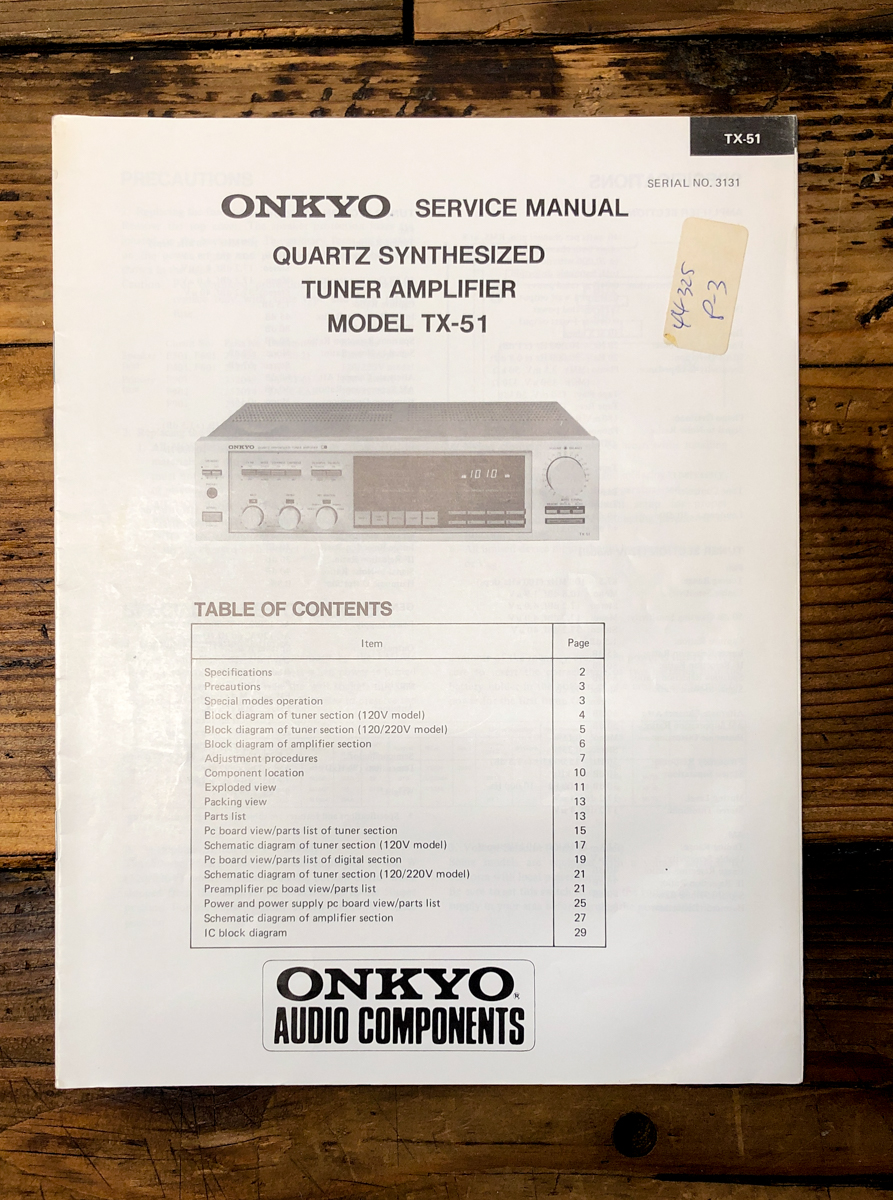 TX-51
SERIAL NO. 3131
ONKYO. SERVICE MANUAL
QUARTZ SYNTHESIZED
TUNER AMPLIFIER
MODEL TX-51
44325
P-3
ONKYO
1010
TABLE OF CONTENTS
Item Page
Specifications 2
Precautions 3
Special modes operation 3
Block diagram of tuner section (120V model) 4
Block diagram of tuner section (120/220V model) 5
Block diagram of amplifier section 6
Adjustment procedures 7
Component location 10
Exploded view 11
Packing view 13
Parts list 13
Pc board view/parts list of tuner section 15
Schematic diagram of tuner section (120V model) 17
Pc board view/parts list of digital section 19
Schematic diagram of tuner section (120/220V model) 21
Preamplifier pc boad view/parts list 21
Power and power supply pc board view/parts list 25
Schematic diagram of amplifier section 27
IC block diagram 29
ONKYO®
AUDIO COMPONENTS